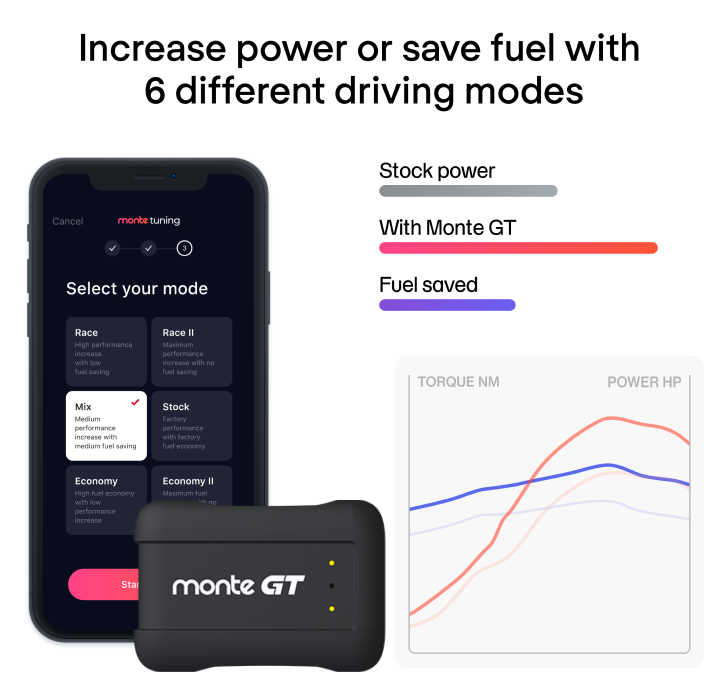 Increase power or save fuel with
6 different driving modes
Cancel
monte tuning
3
Select your mode
Race
High performance
increase
with low
fuel saving
Race II
Maximum
performance
increase with no
fuel saving
Mix
Medium
performance
increase with
medium fuel saving
Stock
Factory
performance
with factory
fuel economy
Economy
High fuel economy
with low
performance
increase
Economy II
Maximum fuel
with no
Star
monte GT
Stock power
With Monte GT
Fuel saved
TORQUE NM
POWER HP